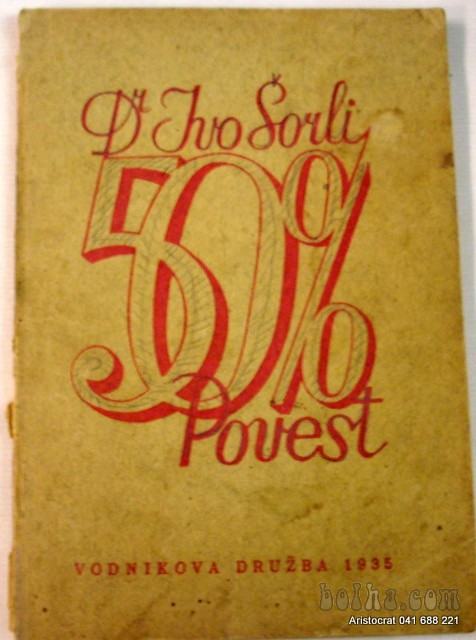 Dr Ivo Šorli
50%
Povest
VODNIKOVA DRUŽBA 1935
bolha.com
Aristocrat 041 688 221